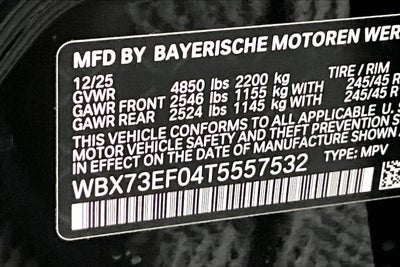 MFD BY BAYERISCHE MOTOREN WER
12/25 TIRE / RIM
GVWR 4850 lbs 2200 kg
GAWR FRONT 2546 lbs 1155 kg WITH 245/45 R
GAWR REAR 2524 lbs 1145 kg WITH 245/45 R
THIS VEHICLE CONFORMS TO ALL APPLICABLE U. S
MOTOR VEHICLE SAFETY AND THEFT PREVENTION S
IN EFFECT ON THE DATE OF MANUFACTURE SHOWN
WBX73EF04T5557532 TYPE: MPV